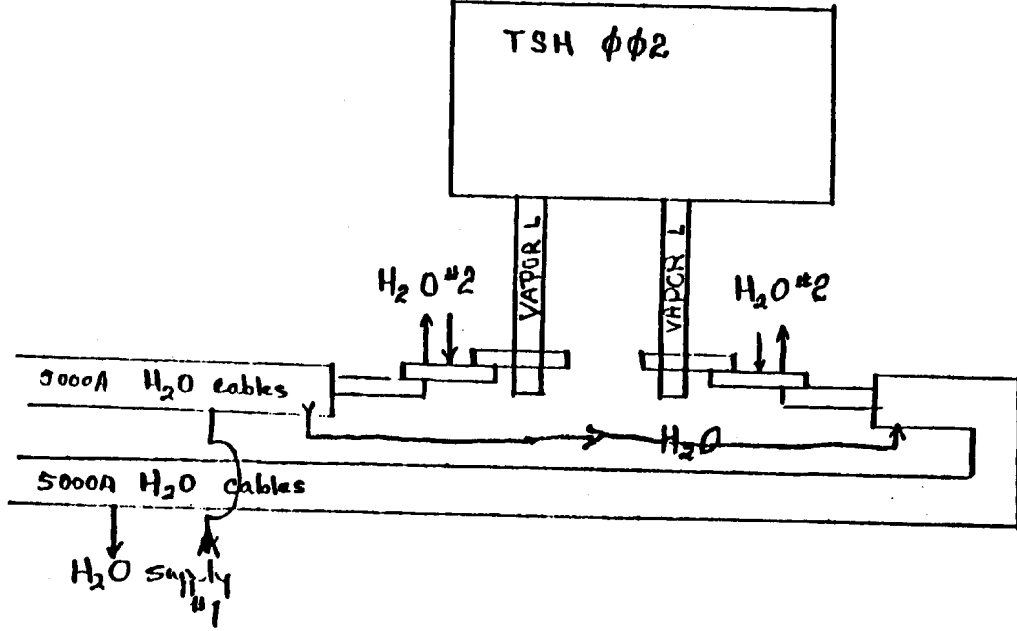 TSH ϕϕ2
VAPOR L
VAPOR L
H₂O #2
H₂O #2
5000A H₂O cables
H₂O
5000A H₂O cables
H₂O supply
#1